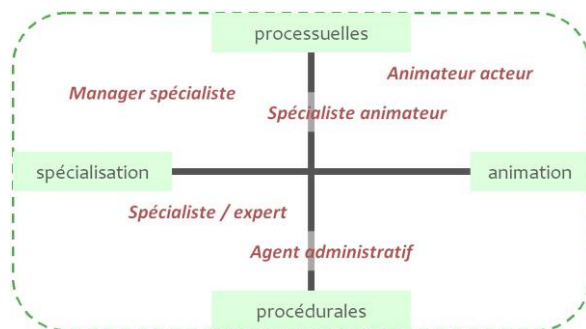 processuelles
Animateur acteur
Manager spécialiste
Spécialiste animateur
spécialisation
animation
Spécialiste / expert
Agent administratif
procédurales